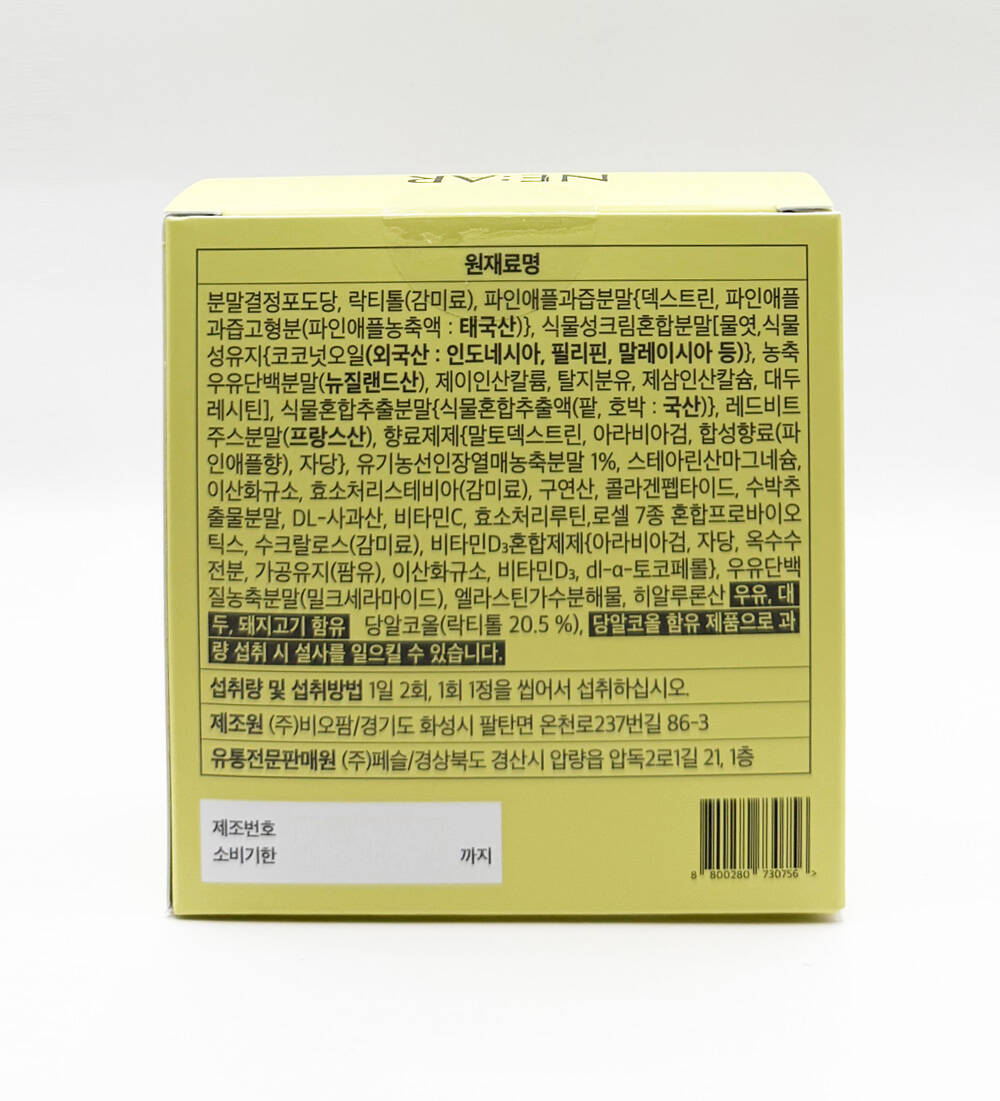 NE:AR
원재료명
분말결정포도당, 락티톨(감미료), 파인애플과즙분말{덱스트린, 파인애플
과즙고형분(파인애플농축액 : 태국산)}, 식물성크림혼합분말[물엿,식물
성유지{코코넛오일(외국산 : 인도네시아, 필리핀, 말레이시아 등)}, 농축
우유단백분말(뉴질랜드산), 제이인산칼륨, 탈지분유, 제삼인산칼슘, 대두
레시틴], 식물혼합추출분말{식물혼합추출액(팥, 호박 : 국산)}, 레드비트
주스분말(프랑스산), 향료제제{말토덱스트린, 아라비아검, 합성향료(파
인애플향), 자당}, 유기농선인장열매농축분말 1%, 스테아린산마그네슘,
이산화규소, 효소처리스테비아(감미료), 구연산, 콜라겐펩타이드, 수박추
출물분말, DL-사과산, 비타민C, 효소처리루틴,로셀 7종 혼합프로바이오
틱스, 수크랄로스(감미료), 비타민D₃혼합제제{아라비아검, 자당, 옥수수
전분, 가공유지(팜유), 이산화규소, 비타민D₃, dl-α-토코페롤}, 우유단백
질농축분말(밀크세라마이드), 엘라스틴가수분해물, 히알루론산 우유, 대
두, 돼지고기 함유 당알코올(락티톨 20.5 %), 당알코올 함유 제품으로 과
량 섭취 시 설사를 일으킬 수 있습니다.
섭취량 및 섭취방법 1일 2회, 1회 1정을 씹어서 섭취하십시오.
제조원 (주)비오팜/경기도 화성시 팔탄면 온천로237번길 86-3
유통전문판매원 (주)페슬/경상북도 경산시 압량읍 압독2로1길 21, 1층
제조번호
소비기한 까지
8 800280 730756 >